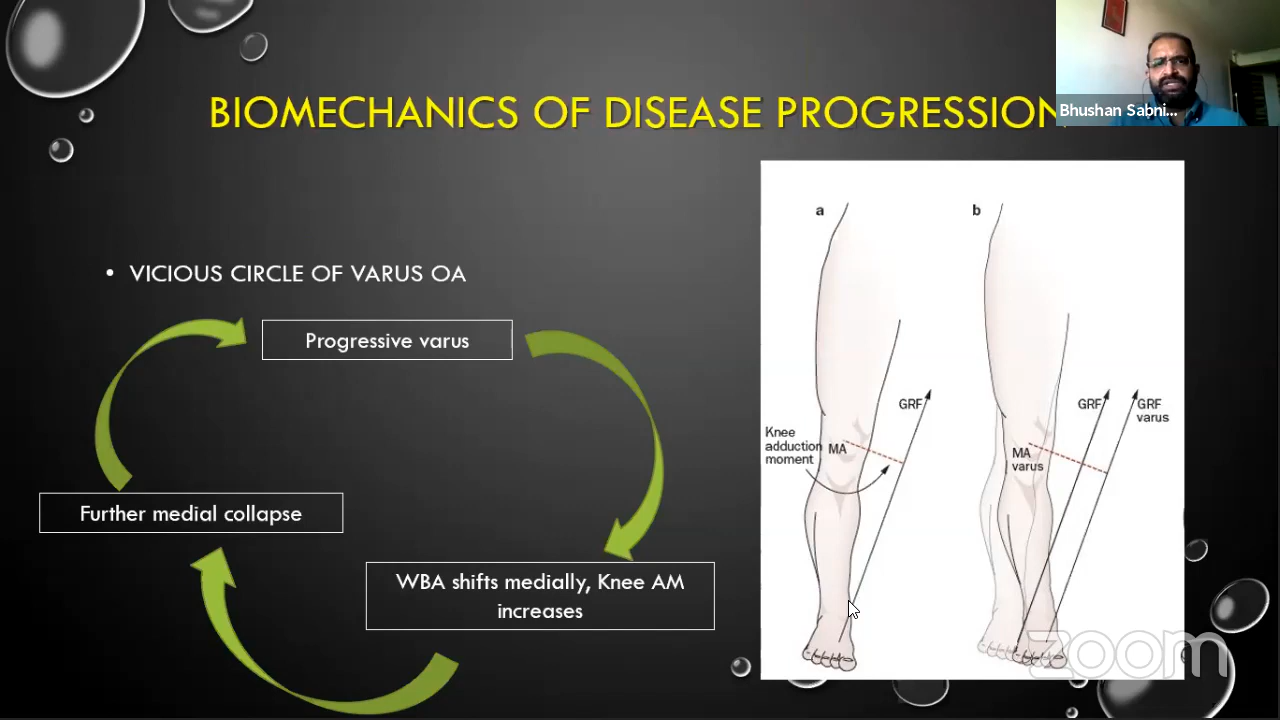 BIOMECHANICS OF DISEASE PROGRESSION
Bhushan Sabni...
• VICIOUS CIRCLE OF VARUS OA
Progressive varus
Further medial collapse
WBA shifts medially, Knee AM
increases
a
b
GRF
Knee
adduction
moment
MA
GRF
GRF
varus
MA
varus
zoom